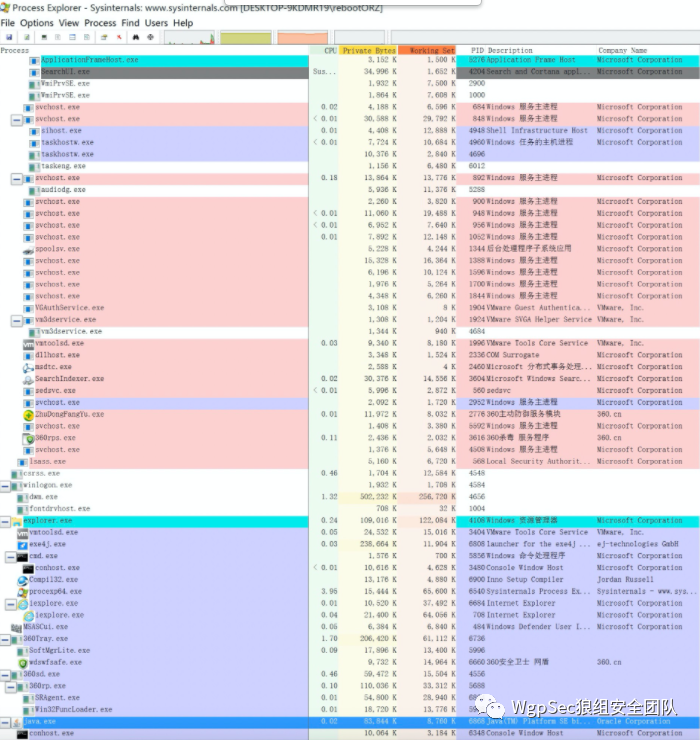 Process Explorer - Sysinternals: www.sysinternals.com [DESKTOP-9KDMR19\rebootORZ]
File Options View Process Find Users Help
Process CPU Private Bytes Working Set PID Description Company Name
ApplicationFrameHost.exe 3,152 K 1,500 K 5276 Application Frame Host Microsoft Corporation
SearchUI.exe Sus... 34,996 K 1,652 K 4204 Search and Cortana appl... Microsoft Corporation
WmiPrvSE.exe 1,932 K 7,500 K 2900
WmiPrvSE.exe 1,864 K 7,608 K 1000
svchost.exe 0.02 4,188 K 6,596 K 684 Windows 服务主进程 Microsoft Corporation
svchost.exe < 0.01 30,588 K 29,792 K 848 Windows 服务主进程 Microsoft Corporation
sihost.exe 0.01 4,408 K 12,888 K 4948 Shell Infrastructure Host Microsoft Corporation
taskhostw.exe < 0.01 7,724 K 10,684 K 4960 Windows 任务的主机进程 Microsoft Corporation
taskhostw.exe 10,376 K 2,840 K 4696
taskeng.exe 1,156 K 6,480 K 6012
svchost.exe 0.18 13,864 K 13,776 K 892 Windows 服务主进程 Microsoft Corporation
audiodg.exe 5,936 K 11,376 K 5288
svchost.exe 2,260 K 3,820 K 900 Windows 服务主进程 Microsoft Corporation
svchost.exe < 0.01 11,060 K 19,488 K 948 Windows 服务主进程 Microsoft Corporation
svchost.exe < 0.01 6,952 K 7,640 K 956 Windows 服务主进程 Microsoft Corporation
svchost.exe 0.01 7,892 K 12,148 K 1052 Windows 服务主进程 Microsoft Corporation
spoolsv.exe 5,228 K 4,244 K 1344 后台处理程序子系统应用 Microsoft Corporation
svchost.exe 15,328 K 16,364 K 1388 Windows 服务主进程 Microsoft Corporation
svchost.exe 6,196 K 10,124 K 1596 Windows 服务主进程 Microsoft Corporation
svchost.exe 1,976 K 5,264 K 1700 Windows 服务主进程 Microsoft Corporation
svchost.exe 4,348 K 6,260 K 1844 Windows 服务主进程 Microsoft Corporation
VGAuthService.exe 3,108 K 8 K 1904 VMware Guest Authentica... VMware, Inc.
vm3dservice.exe 1,308 K 1,204 K 1924 VMware SVGA Helper Service VMware, Inc.
vm3dservice.exe 1,344 K 940 K 4684
vmtoolsd.exe 0.03 9,340 K 8,180 K 1996 VMware Tools Core Service VMware, Inc.
dllhost.exe 3,348 K 1,524 K 2336 COM Surrogate Microsoft Corporation
msdtc.exe 2,588 K 4 K 2460 Microsoft 分布式事务处理... Microsoft Corporation
SearchIndexer.exe 0.02 30,376 K 14,556 K 3604 Microsoft Windows Searc... Microsoft Corporation
sedsvc.exe < 0.01 5,996 K 2,672 K 560 sedsvc Microsoft Corporation
svchost.exe 2,092 K 1,720 K 2952 Windows 服务主进程 Microsoft Corporation
ZhuDongFangYu.exe 0.01 11,972 K 8,032 K 2776 360主动防御服务模块 360.cn
svchost.exe 1,408 K 3,380 K 5592 Windows 服务主进程 Microsoft Corporation
360rps.exe 0.11 2,436 K 2,032 K 3616 360杀毒 服务程序 360.cn
svchost.exe 1,376 K 5,648 K 4508 Windows 服务主进程 Microsoft Corporation
lsass.exe 5,160 K 6,720 K 568 Local Security Authorit... Microsoft Corporation
csrss.exe 0.46 1,704 K 12,584 K 4548
winlogon.exe 1,932 K 1,708 K 4584
dwm.exe 1.32 502,232 K 256,720 K 4656
fontdrvhost.exe 708 K 32 K 1004
explorer.exe 0.24 109,016 K 122,084 K 4108 Windows 资源管理器 Microsoft Corporation
vmtoolsd.exe 0.05 24,532 K 15,016 K 3404 VMware Tools Core Service VMware, Inc.
exe4j.exe 0.03 238,664 K 11,904 K 6808 launcher for the exe4j ... ej-technologies GmbH
cmd.exe 1,576 K 700 K 5856 Windows 命令处理程序 Microsoft Corporation
conhost.exe < 0.01 10,616 K 4,628 K 3480 Console Window Host Microsoft Corporation
Compil32.exe 13,176 K 4,880 K 6900 Inno Setup Compiler Jordan Russell
procexp64.exe 3.95 15,444 K 65,600 K 6540 Sysinternals Process Ex... Sysinternals - www.sys...
iexplore.exe 0.01 10,520 K 37,492 K 6684 Internet Explorer Microsoft Corporation
iexplore.exe 0.04 21,400 K 64,056 K 708 Internet Explorer Microsoft Corporation
MSASCui.exe 0.05 6,384 K 6,840 K 484 Windows Defender User I... Microsoft Corporation
360Tray.exe 1.70 206,420 K 61,112 K 6736
SoftMgrLite.exe 0.09 17,896 K 13,400 K 5996
wdswfsafe.exe 9,732 K 14,964 K 6660 360安全卫士 网盾 360.cn
360sd.exe 0.46 59,472 K 15,504 K 4556
360rp.exe 0.10 110,036 K 33,312 K 5688
SRAgent.exe 0.01 54,800 K 28,940 K
Win32FuncLoader.exe 0.01 18,720 K 13,776 K
java.exe 0.02 83,844 K 8,760 K 6868 Java(TM) Platform SE bi... Oracle Corporation
conhost.exe 10,064 K 3,184 K 6348 Console Window Host Microsoft Corporation
WgpSec狼组安全团队